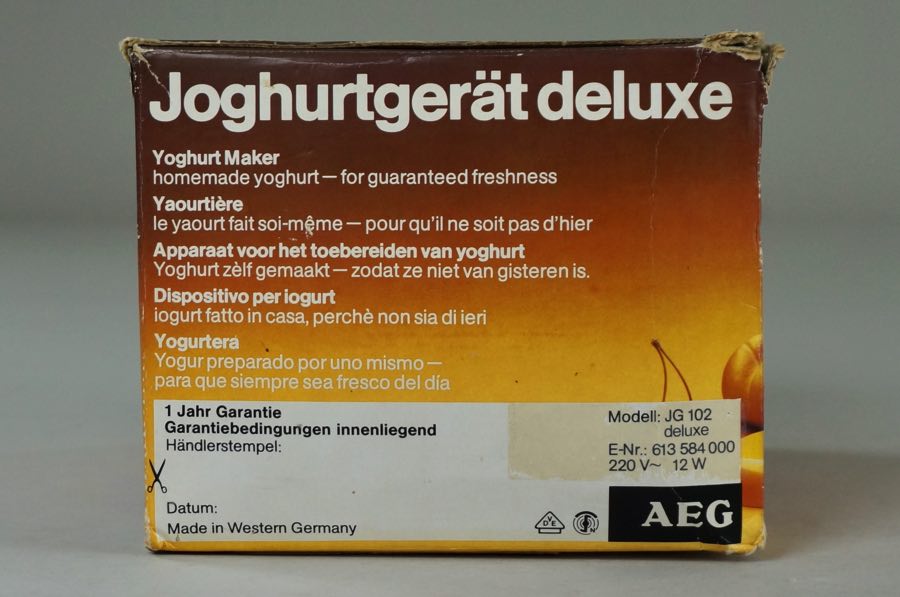 Joghurtgerät deluxe
Yoghurt Maker
homemade yoghurt — for guaranteed freshness
Yaourtière
le yaourt fait soi-même — pour qu'il ne soit pas d'hier
Apparaat voor het toebereiden van yoghurt
Yoghurt zèlf gemaakt — zodat ze niet van gisteren is.
Dispositivo per iogurt
iogurt fatto in casa, perchè non sia di ieri
Yogurtera
Yogur preparado por uno mismo —
para que siempre sea fresco del día
1 Jahr Garantie
Garantiebedingungen innenliegend
Händlerstempel:
Datum:
Made in Western Germany
Modell: JG 102
deluxe
E-Nr.: 613 584 000
220 V~ 12 W
VDE
N
AEG